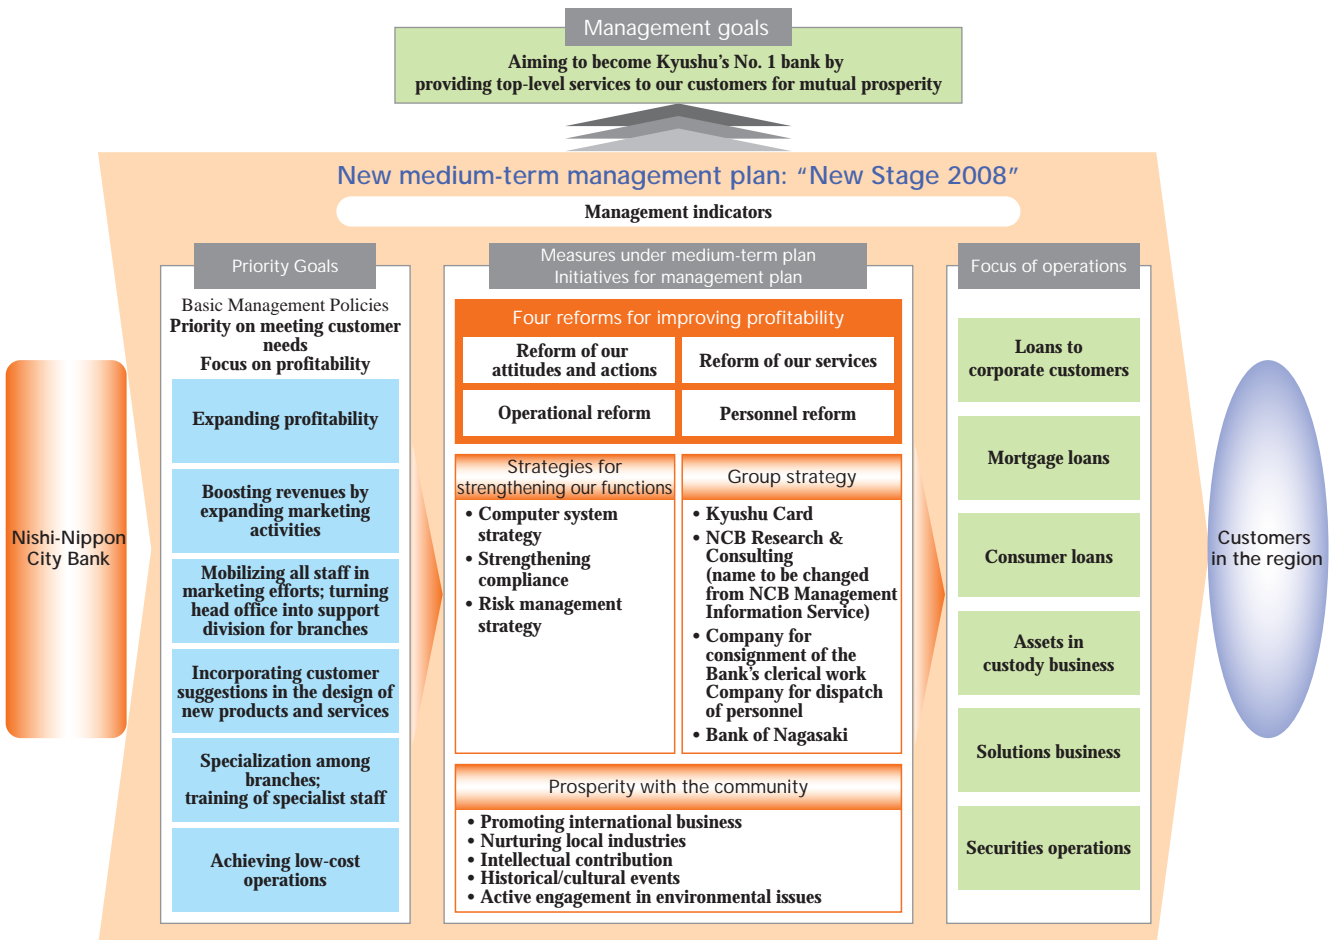 Management goals
Aiming to become Kyushu's No. 1 bank by
providing top-level services to our customers for mutual prosperity
New medium-term management plan: “New Stage 2008”
Management indicators
Nishi-Nippon
City Bank
Priority Goals
Basic Management Policies
Priority on meeting customer
needs
Focus on profitability
Expanding profitability
Boosting revenues by
expanding marketing
activities
Mobilizing all staff in
marketing efforts; turning
head office into support
division for branches
Incorporating customer
suggestions in the design of
new products and services
Specialization among
branches;
training of specialist staff
Achieving low-cost
operations
Measures under medium-term plan
Initiatives for management plan
Four reforms for improving profitability
Reform of our
attitudes and actions
Reform of our services
Operational reform
Personnel reform
Strategies for
strengthening our functions
• Computer system
strategy
• Strengthening
compliance
• Risk management
strategy
Group strategy
• Kyushu Card
• NCB Research &
Consulting
(name to be changed
from NCB Management
Information Service)
• Company for
consignment of the
Bank's clerical work
Company for dispatch
of personnel
• Bank of Nagasaki
Prosperity with the community
• Promoting international business
• Nurturing local industries
• Intellectual contribution
• Historical/cultural events
• Active engagement in environmental issues
Focus of operations
Loans to
corporate customers
Mortgage loans
Consumer loans
Assets in
custody business
Solutions business
Securities operations
Customers
in the region